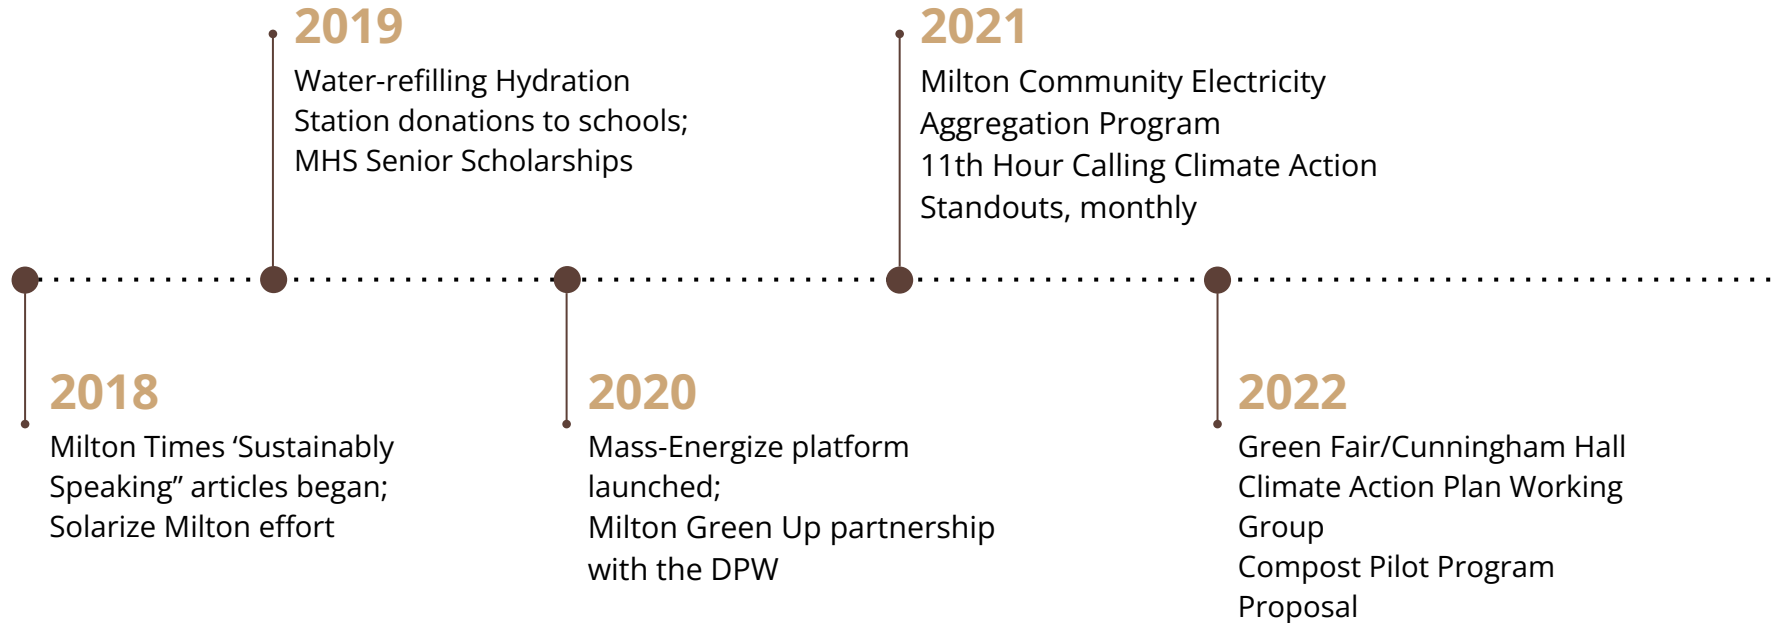 2019
Water-refilling Hydration
Station donations to schools;
MHS Senior Scholarships
2021
Milton Community Electricity
Aggregation Program
11th Hour Calling Climate Action
Standouts, monthly
2018
Milton Times ‘Sustainably
Speaking” articles began;
Solarize Milton effort
2020
Mass-Energize platform
launched;
Milton Green Up partnership
with the DPW
2022
Green Fair/Cunningham Hall
Climate Action Plan Working
Group
Compost Pilot Program
Proposal